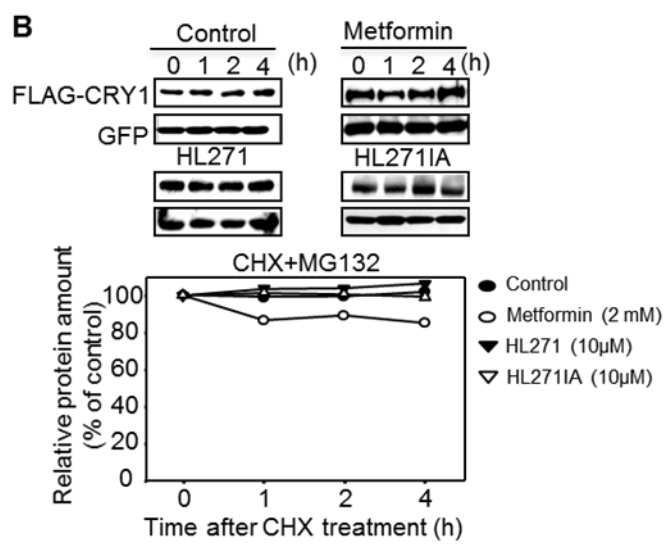 B
Control
Metformin
0 1 2 4 (h)
0 1 2 4 (h)
FLAG-CRY1
GFP
HL271
HL271IA
CHX+MG132
Relative protein amount
(% of control)
100
80
60
40
20
0
0 1 2 4
Time after CHX treatment (h)
Control
Metformin (2 mM)
HL271 (10µM)
HL271IA (10µM)